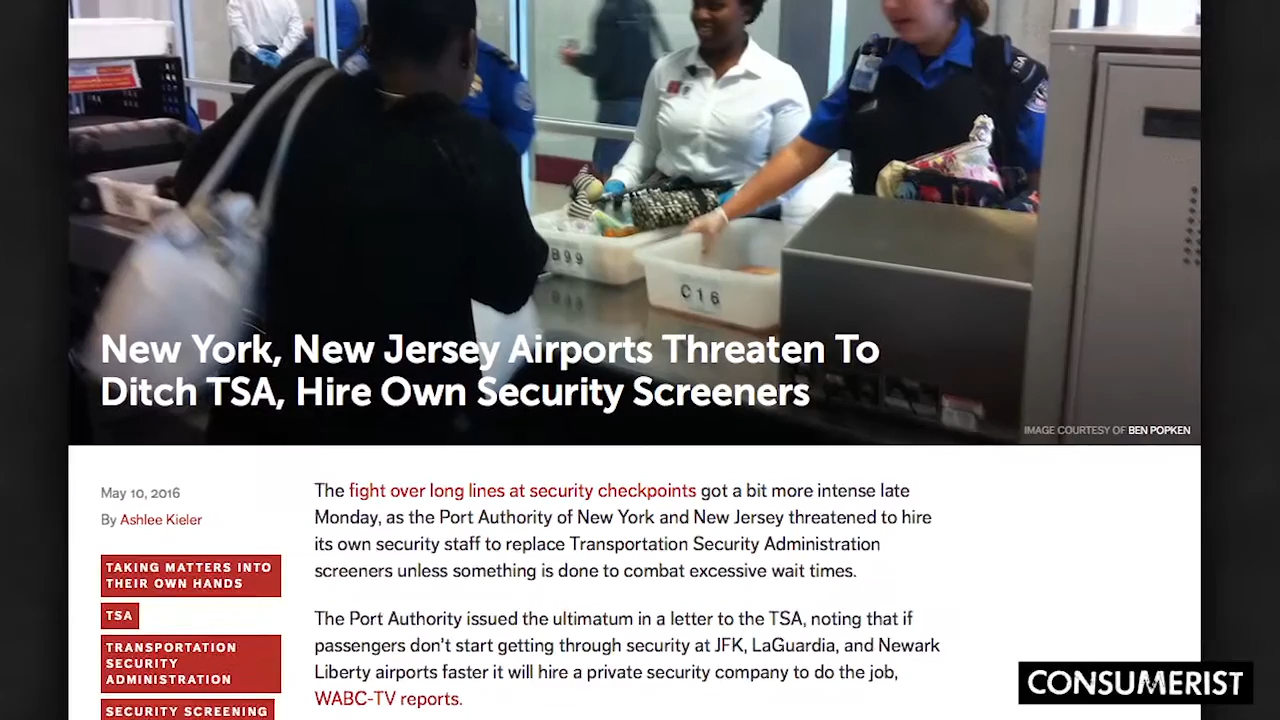 TSA
B99
C16
New York, New Jersey Airports Threaten To
Ditch TSA, Hire Own Security Screeners
IMAGE COURTESY OF BEN POPKEN
May 10, 2016
By Ashlee Kieler
TAKING MATTERS INTO
THEIR OWN HANDS
TSA
TRANSPORTATION
SECURITY
ADMINISTRATION
SECURITY SCREENING
The fight over long lines at security checkpoints got a bit more intense late
Monday, as the Port Authority of New York and New Jersey threatened to hire
its own security staff to replace Transportation Security Administration
screeners unless something is done to combat excessive wait times.
The Port Authority issued the ultimatum in a letter to the TSA, noting that if
passengers don't start getting through security at JFK, LaGuardia, and Newark
Liberty airports faster it will hire a private security company to do the job,
WABC-TV reports.
CONSUMERIST